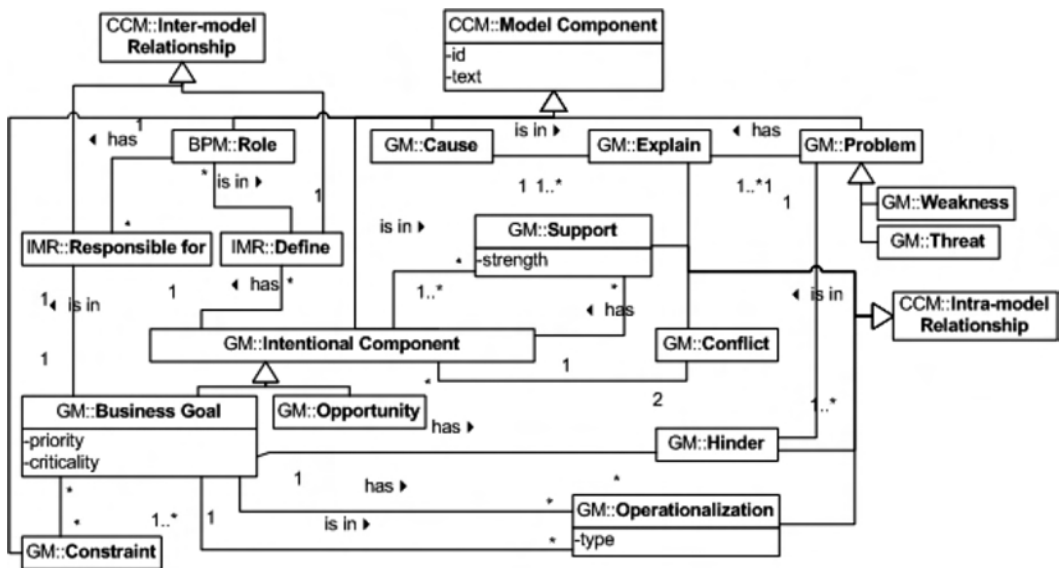 CCM::Inter-model
Relationship
CCM::Model Component
-id
-text
1
◄ has
BPM::Role
GM::Cause
is in ►
GM::Explain
◄ has
GM::Problem
*
is in ►
1
1 1..*
1..*1
1
GM::Weakness
GM::Threat
*
IMR::Responsible for
IMR::Define
is in ►
GM::Support
-strength
*
1
◄ is in
1
◄ has *
1..*
*
◄ has
◄ is in
CCM::Intra-model
Relationship
GM::Intentional Component
GM::Conflict
1
1
*
2
GM::Business Goal
-priority
-criticality
GM::Opportunity
has ►
1..*
GM::Hinder
1
has ►
*
*
*
1..*
1
is in ►
*
*
GM::Operationalization
-type
GM::Constraint